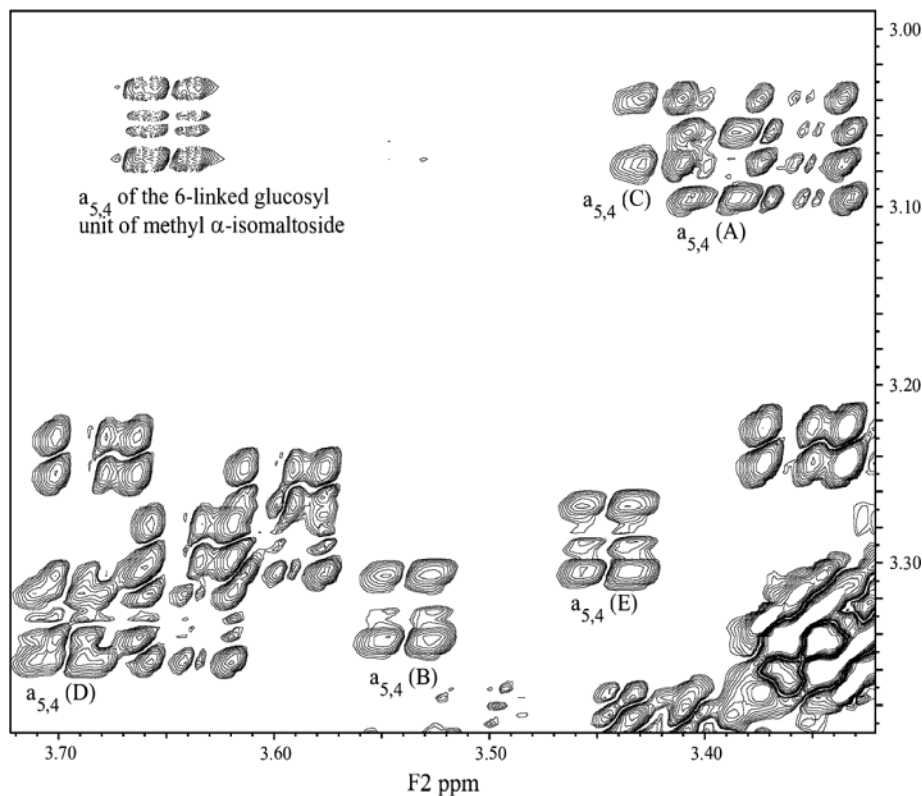 3.00
a5,4 of the 6-linked glucosyl
unit of methyl α-isomaltoside
a5,4 (C)
3.10
a5,4 (A)
3.20
3.30
a5,4 (E)
a5,4 (D)
a5,4 (B)
3.70
3.60
3.50
3.40
F2 ppm